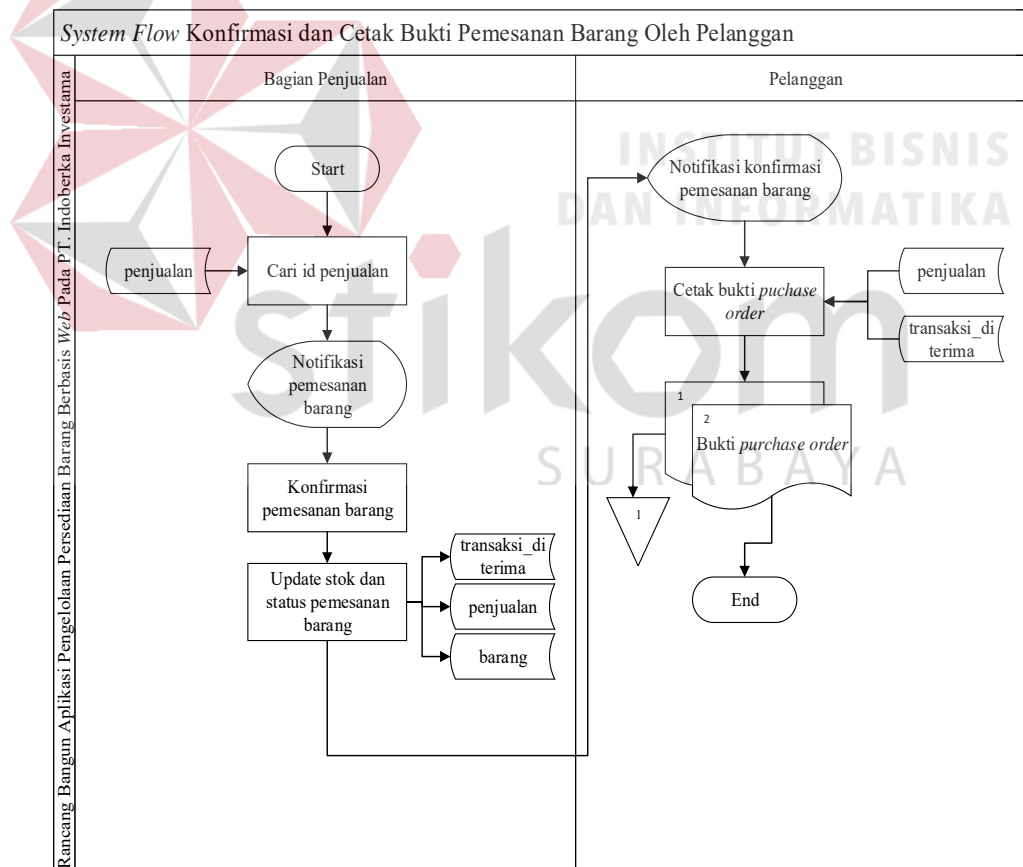 System Flow Konfirmasi dan Cetak Bukti Pemesanan Barang Oleh Pelanggan
Rancang Bangun Aplikasi Pengelolaan Persediaan Barang Berbasis Web Pada PT. Indoberka Investama
Bagian Penjualan
Pelanggan
INSTITUT BISNIS
DAN INFORMATIKA
stikom
SURABAYA
Start
penjualan
Cari id penjualan
Notifikasi
pemesanan
barang
Konfirmasi
pemesanan barang
Update stok dan
status pemesanan
barang
transaksi_di
terima
penjualan
barang
Notifikasi konfirmasi
pemesanan barang
Cetak bukti puchase
order
penjualan
transaksi_di
terima
1
2
Bukti purchase order
1
End